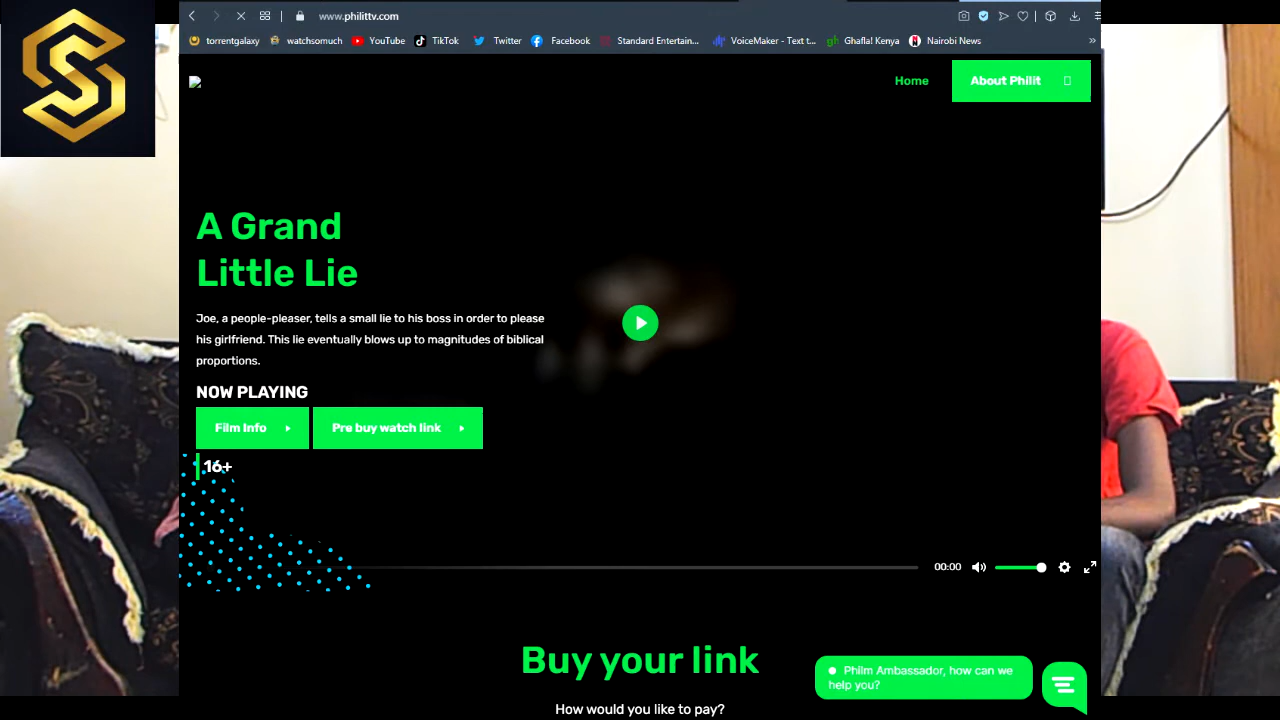 www.philittv.com
torrentgalaxy watchsomuch YouTube TikTok Twitter Facebook Standard Entertain... VoiceMaker - Text t... Ghafla! Kenya Nairobi News »
Home About Philit
A Grand
Little Lie
Joe, a people-pleaser, tells a small lie to his boss in order to please
his girlfriend. This lie eventually blows up to magnitudes of biblical
proportions.
NOW PLAYING
Film Info Pre buy watch link
16+
00:00
Buy your link
Philm Ambassador, how can we
help you?
How would you like to pay?